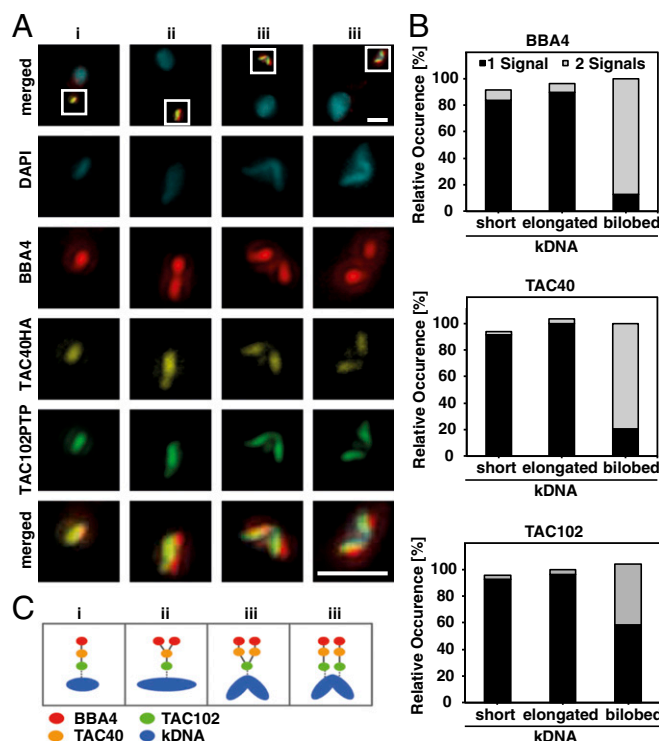 A
i ii iii iii
merged
DAPI
BBA4
TAC40HA
TAC102PTP
merged
B
BBA4
1 Signal 2 Signals
Relative Occurence [%]
100
80
60
40
20
0
short elongated bilobed
kDNA
TAC40
Relative Occurence [%]
100
80
60
40
20
0
short elongated bilobed
kDNA
TAC102
Relative Occurence [%]
100
80
60
40
20
0
short elongated bilobed
kDNA
C
i ii iii iii
BBA4 TAC102
TAC40 kDNA